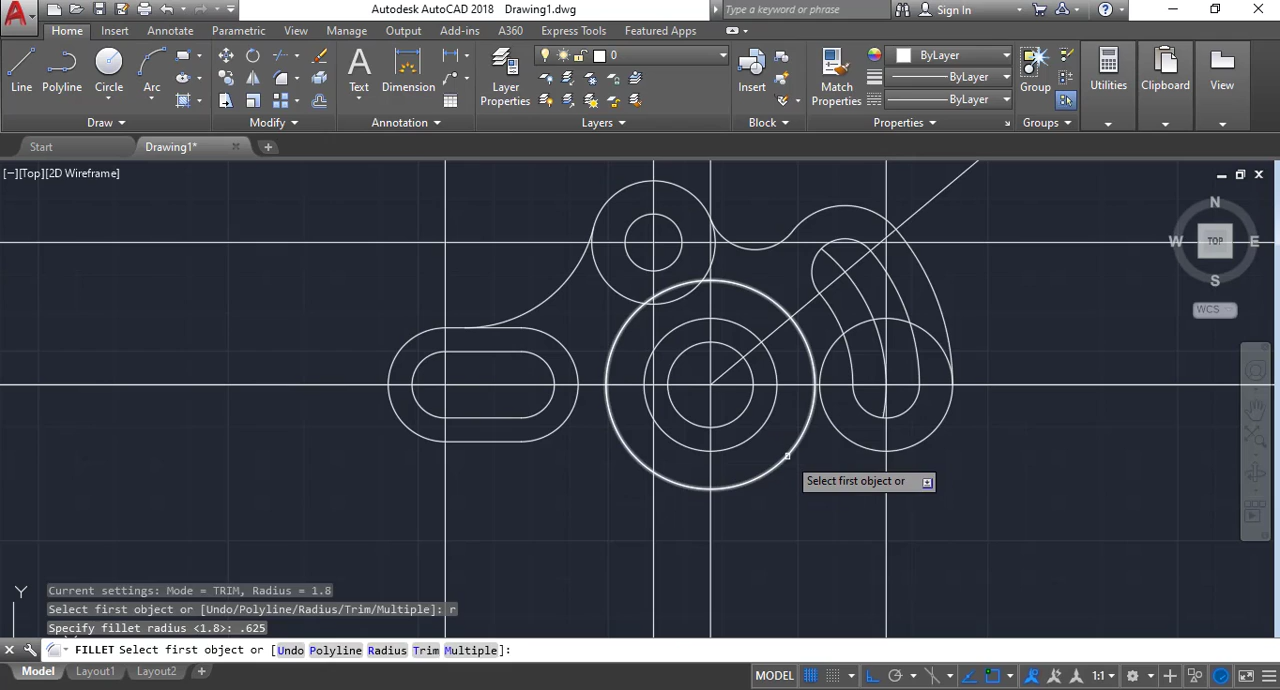 Autodesk AutoCAD 2018 Drawing1.dwg
Type a keyword or phrase
Sign In
Home Insert Annotate Parametric View Manage Output Add-ins A360 Express Tools Featured Apps
0
ByLayer
ByLayer
ByLayer
Line Polyline Circle Arc
Text Dimension
Layer Properties
Insert
Match Properties
Group
Utilities Clipboard View
Draw Modify Annotation Layers Block Properties Groups
Start Drawing1*
[−][Top][2D Wireframe]
N
W TOP E
S
WCS
Select first object or
Y
Current settings: Mode = TRIM, Radius = 1.8
Select first object or [Undo/Polyline/Radius/Trim/Multiple]: r
Specify fillet radius <1.8>: .625
FILLET Select first object or [Undo Polyline Radius Trim Multiple]:
Model Layout1 Layout2 +
MODEL 1:1